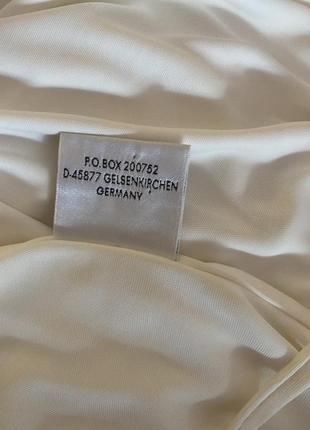 P.O.BOX 200752
D-45877 GELSENKIRCHEN
GERMANY